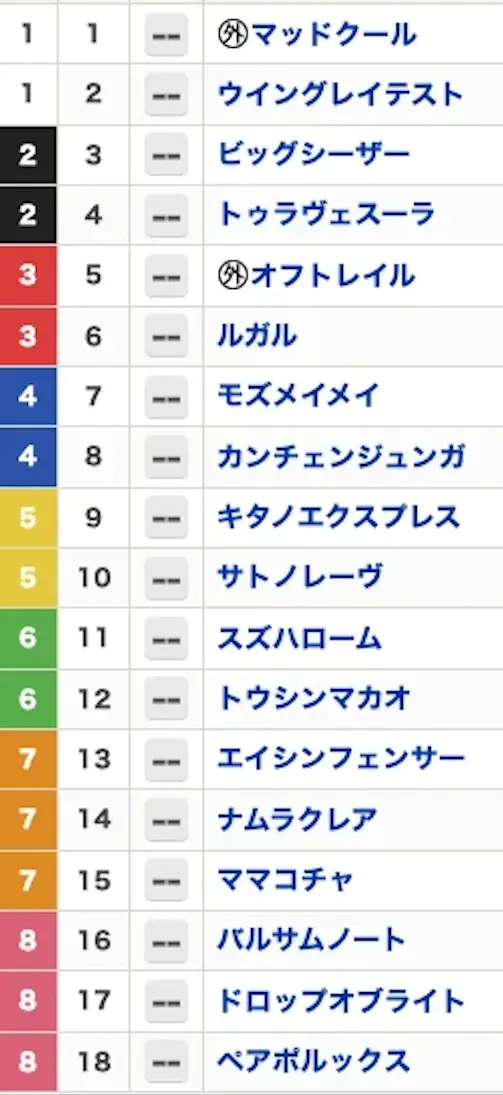 1 1 -- ㊕マッドクール
1 2 -- ウイングレイテスト
2 3 -- ビッグシーザー
2 4 -- トゥラヴェスーラ
3 5 -- 外オフトレイル
3 6 -- ルガル
4 7 -- モズメイメイ
4 8 -- カンチェンジュンガ
5 9 -- キタノエクスプレス
5 10 -- サトノレーヴ
6 11 -- スズハローム
6 12 -- トウシンマカオ
7 13 -- エイシンフェンサー
7 14 -- ナムラクレア
7 15 -- ママコチャ
8 16 -- バルサムノート
8 17 -- ドロップオブライト
8 18 -- ペアポルックス